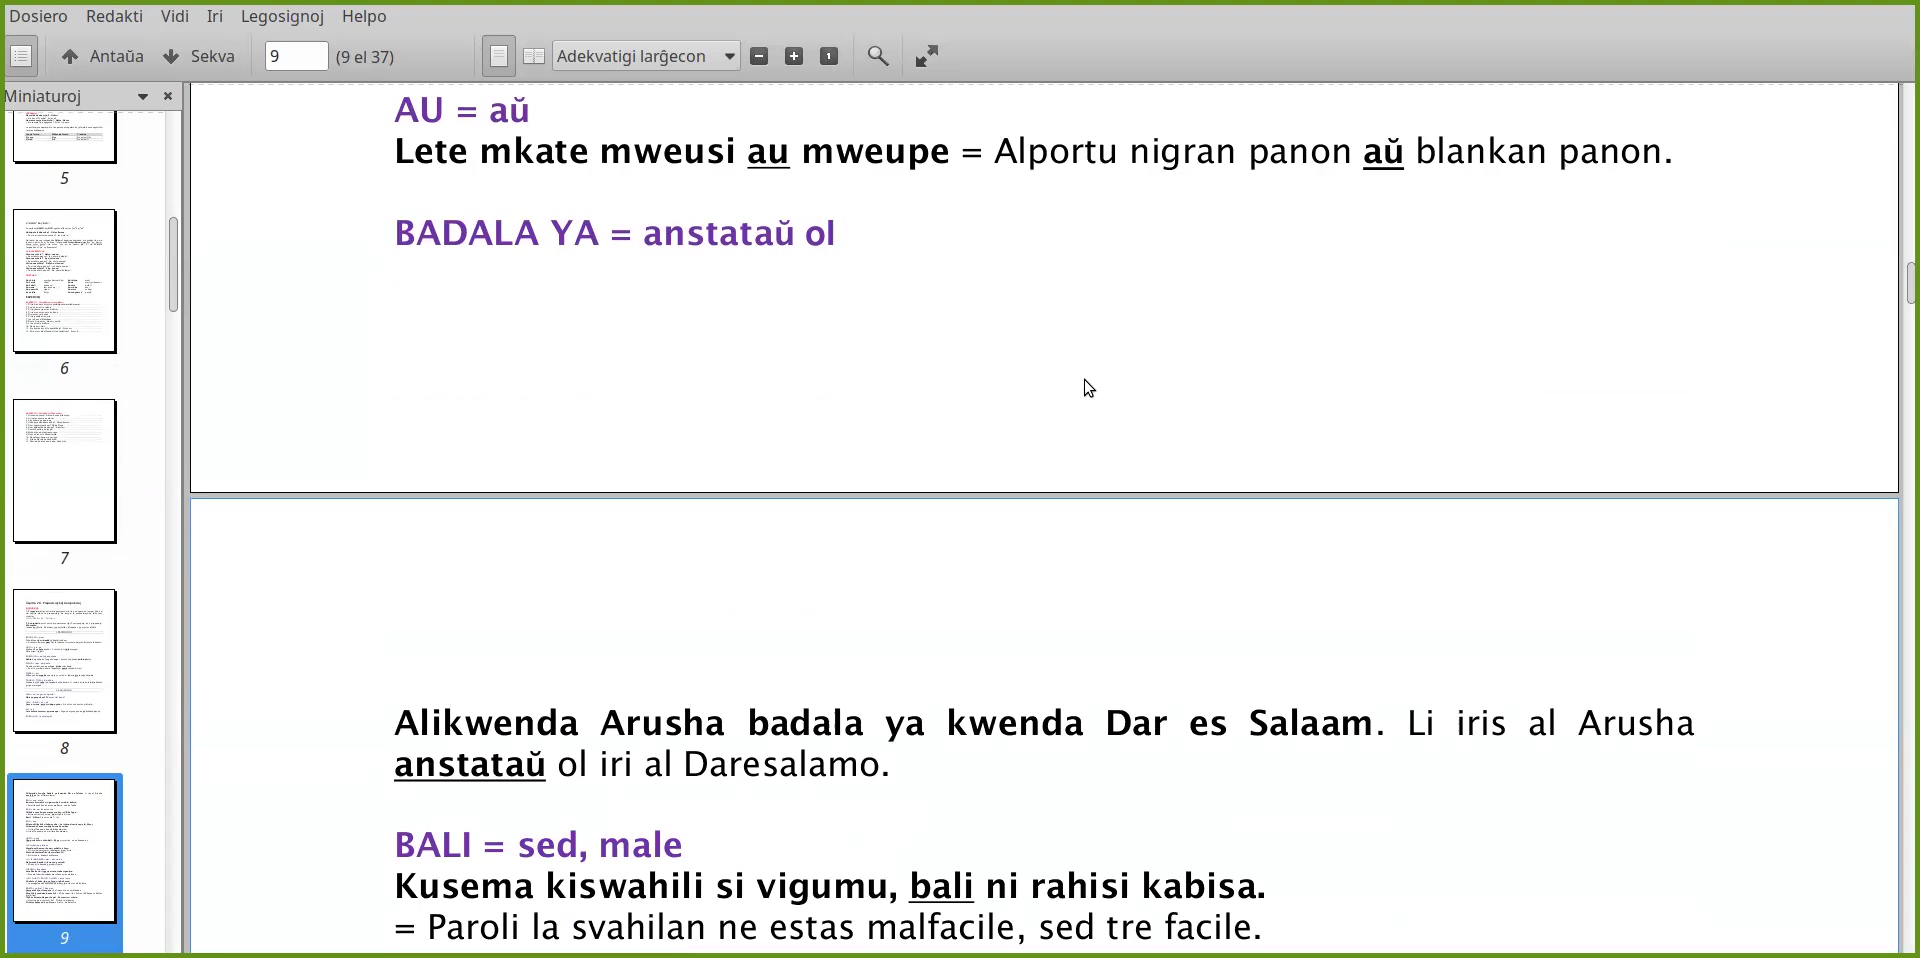 Dosiero Redakti Vidi Iri Legosignoj Helpo
Antaŭa Sekva 9 (9 el 37) Adekvatigi larĝecon
Miniaturoj
5
6
7
8
9
AU = aŭ
Lete mkate mweusi au mweupe = Alportu nigran panon aŭ blankan panon.
BADALA YA = anstataŭ ol
Alikwenda Arusha badala ya kwenda Dar es Salaam. Li iris al Arusha
anstataŭ ol iri al Daresalamo.
BALI = sed, male
Kusema kiswahili si vigumu, bali ni rahisi kabisa.
= Paroli la svahilan ne estas malfacile, sed tre facile.